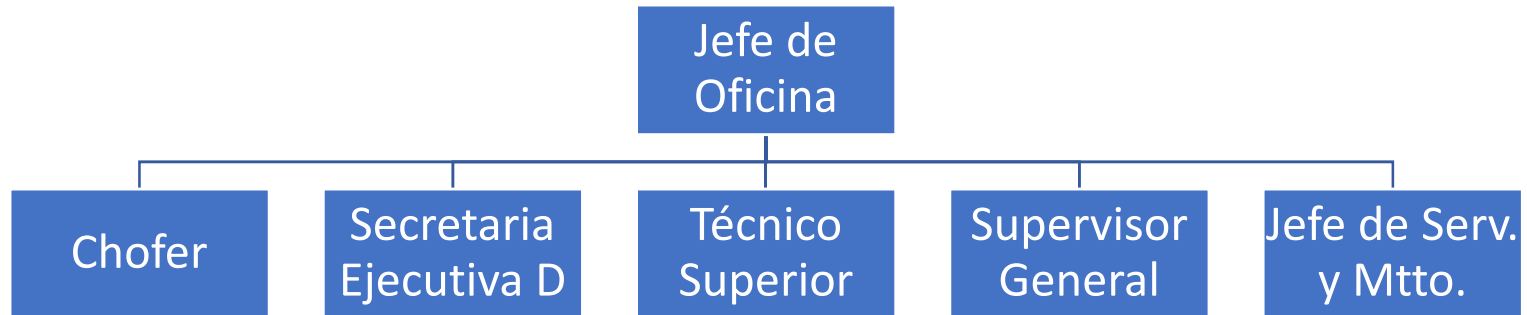 Jefe de
Oficina
Chofer
Secretaria
Ejecutiva D
Técnico
Superior
Supervisor
General
Jefe de Serv.
y Mtto.